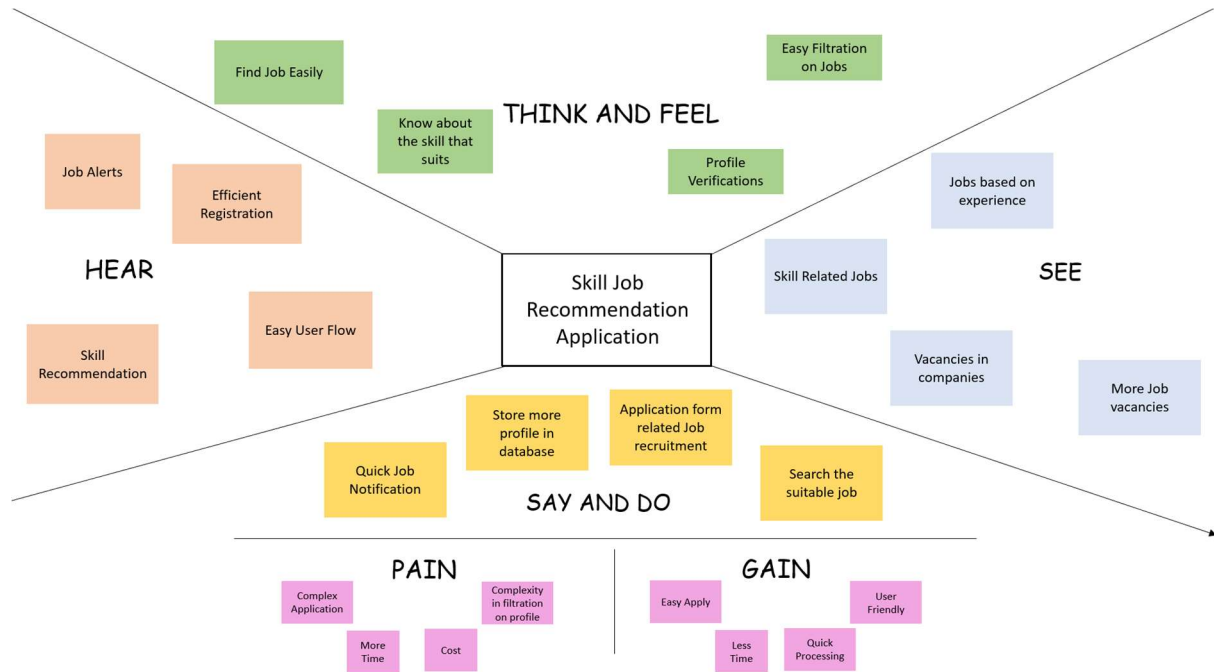 Find Job Easily
Easy Filtration
on Jobs
THINK AND FEEL
Know about
the skill that
suits
Profile
Verifications
Job Alerts
Efficient
Registration
HEAR
Easy User Flow
Skill
Recommendation
Skill Job
Recommendation
Application
Jobs based on
experience
Skill Related Jobs
SEE
Vacancies in
companies
More Job
vacancies
Store more
profile in
database
Application form
related Job
recruitment
Quick Job
Notification
Search the
suitable job
SAY AND DO
PAIN
Complex
Application
Complexity
in filtration
on profile
More
Time
Cost
GAIN
Easy Apply
User
Friendly
Less
Time
Quick
Processing